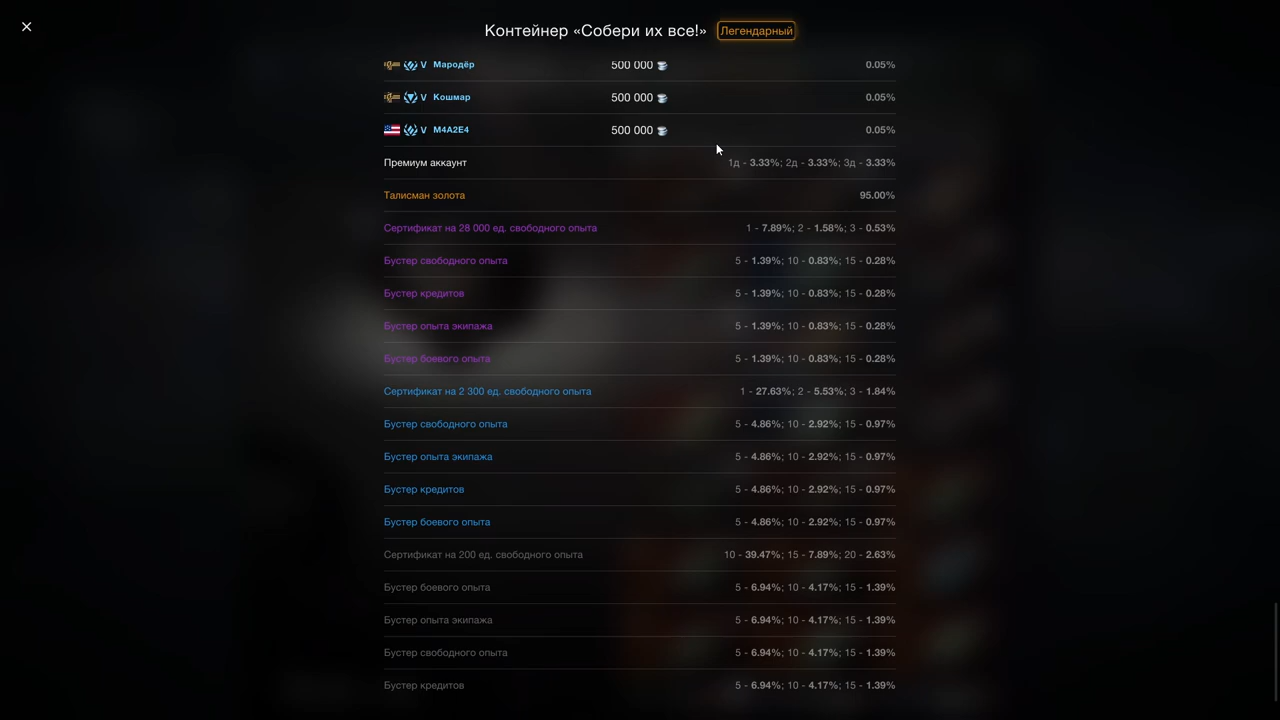 Контейнер «Собери их все!» Легендарный
V Мародёр 500 000 0.05%
V Кошмар 500 000 0.05%
V M4A2E4 500 000 0.05%
Премиум аккаунт 1д - 3.33%; 2д - 3.33%; 3д - 3.33%
Талисман золота 95.00%
Сертификат на 28 000 ед. свободного опыта 1 - 7.89%; 2 - 1.58%; 3 - 0.53%
Бустер свободного опыта 5 - 1.39%; 10 - 0.83%; 15 - 0.28%
Бустер кредитов 5 - 1.39%; 10 - 0.83%; 15 - 0.28%
Бустер опыта экипажа 5 - 1.39%; 10 - 0.83%; 15 - 0.28%
Бустер боевого опыта 5 - 1.39%; 10 - 0.83%; 15 - 0.28%
Сертификат на 2 300 ед. свободного опыта 1 - 27.63%; 2 - 5.53%; 3 - 1.84%
Бустер свободного опыта 5 - 4.86%; 10 - 2.92%; 15 - 0.97%
Бустер опыта экипажа 5 - 4.86%; 10 - 2.92%; 15 - 0.97%
Бустер кредитов 5 - 4.86%; 10 - 2.92%; 15 - 0.97%
Бустер боевого опыта 5 - 4.86%; 10 - 2.92%; 15 - 0.97%
Сертификат на 200 ед. свободного опыта 10 - 39.47%; 15 - 7.89%; 20 - 2.63%
Бустер боевого опыта 5 - 6.94%; 10 - 4.17%; 15 - 1.39%
Бустер опыта экипажа 5 - 6.94%; 10 - 4.17%; 15 - 1.39%
Бустер свободного опыта 5 - 6.94%; 10 - 4.17%; 15 - 1.39%
Бустер кредитов 5 - 6.94%; 10 - 4.17%; 15 - 1.39%